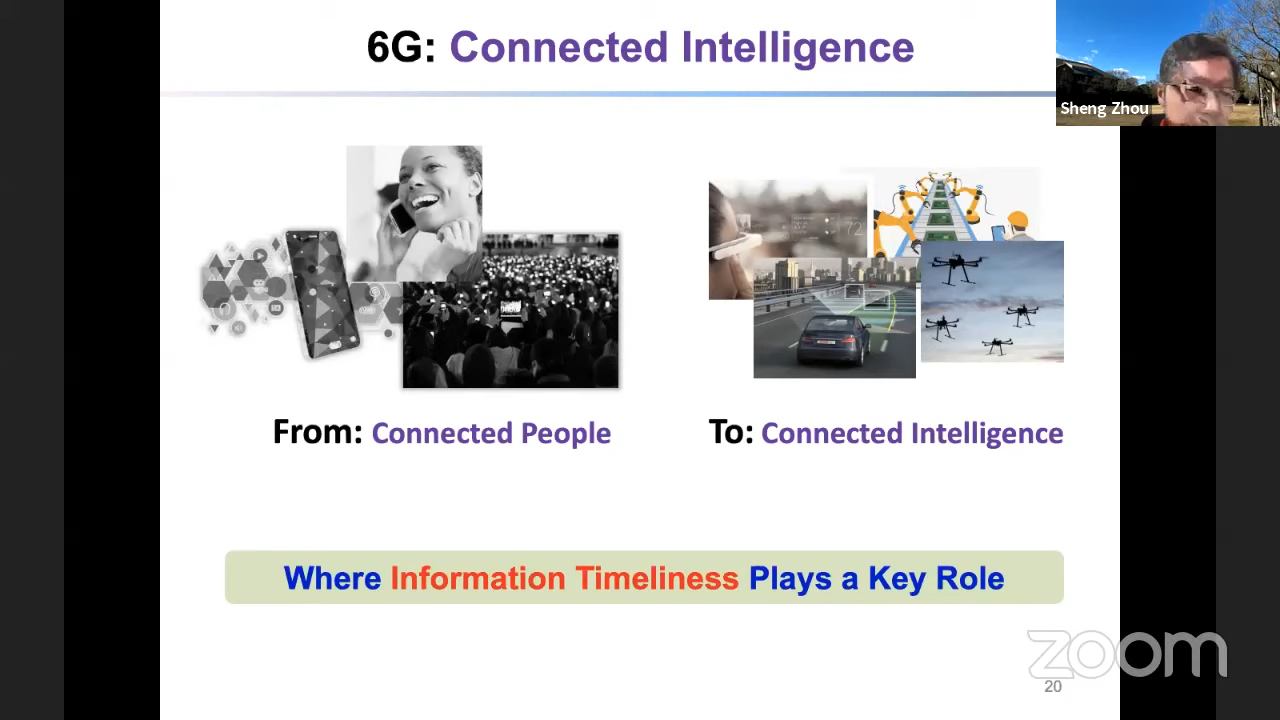 6G: Connected Intelligence
Sheng Zhou
72
From: Connected People
To: Connected Intelligence
Where Information Timeliness Plays a Key Role
zoom
20